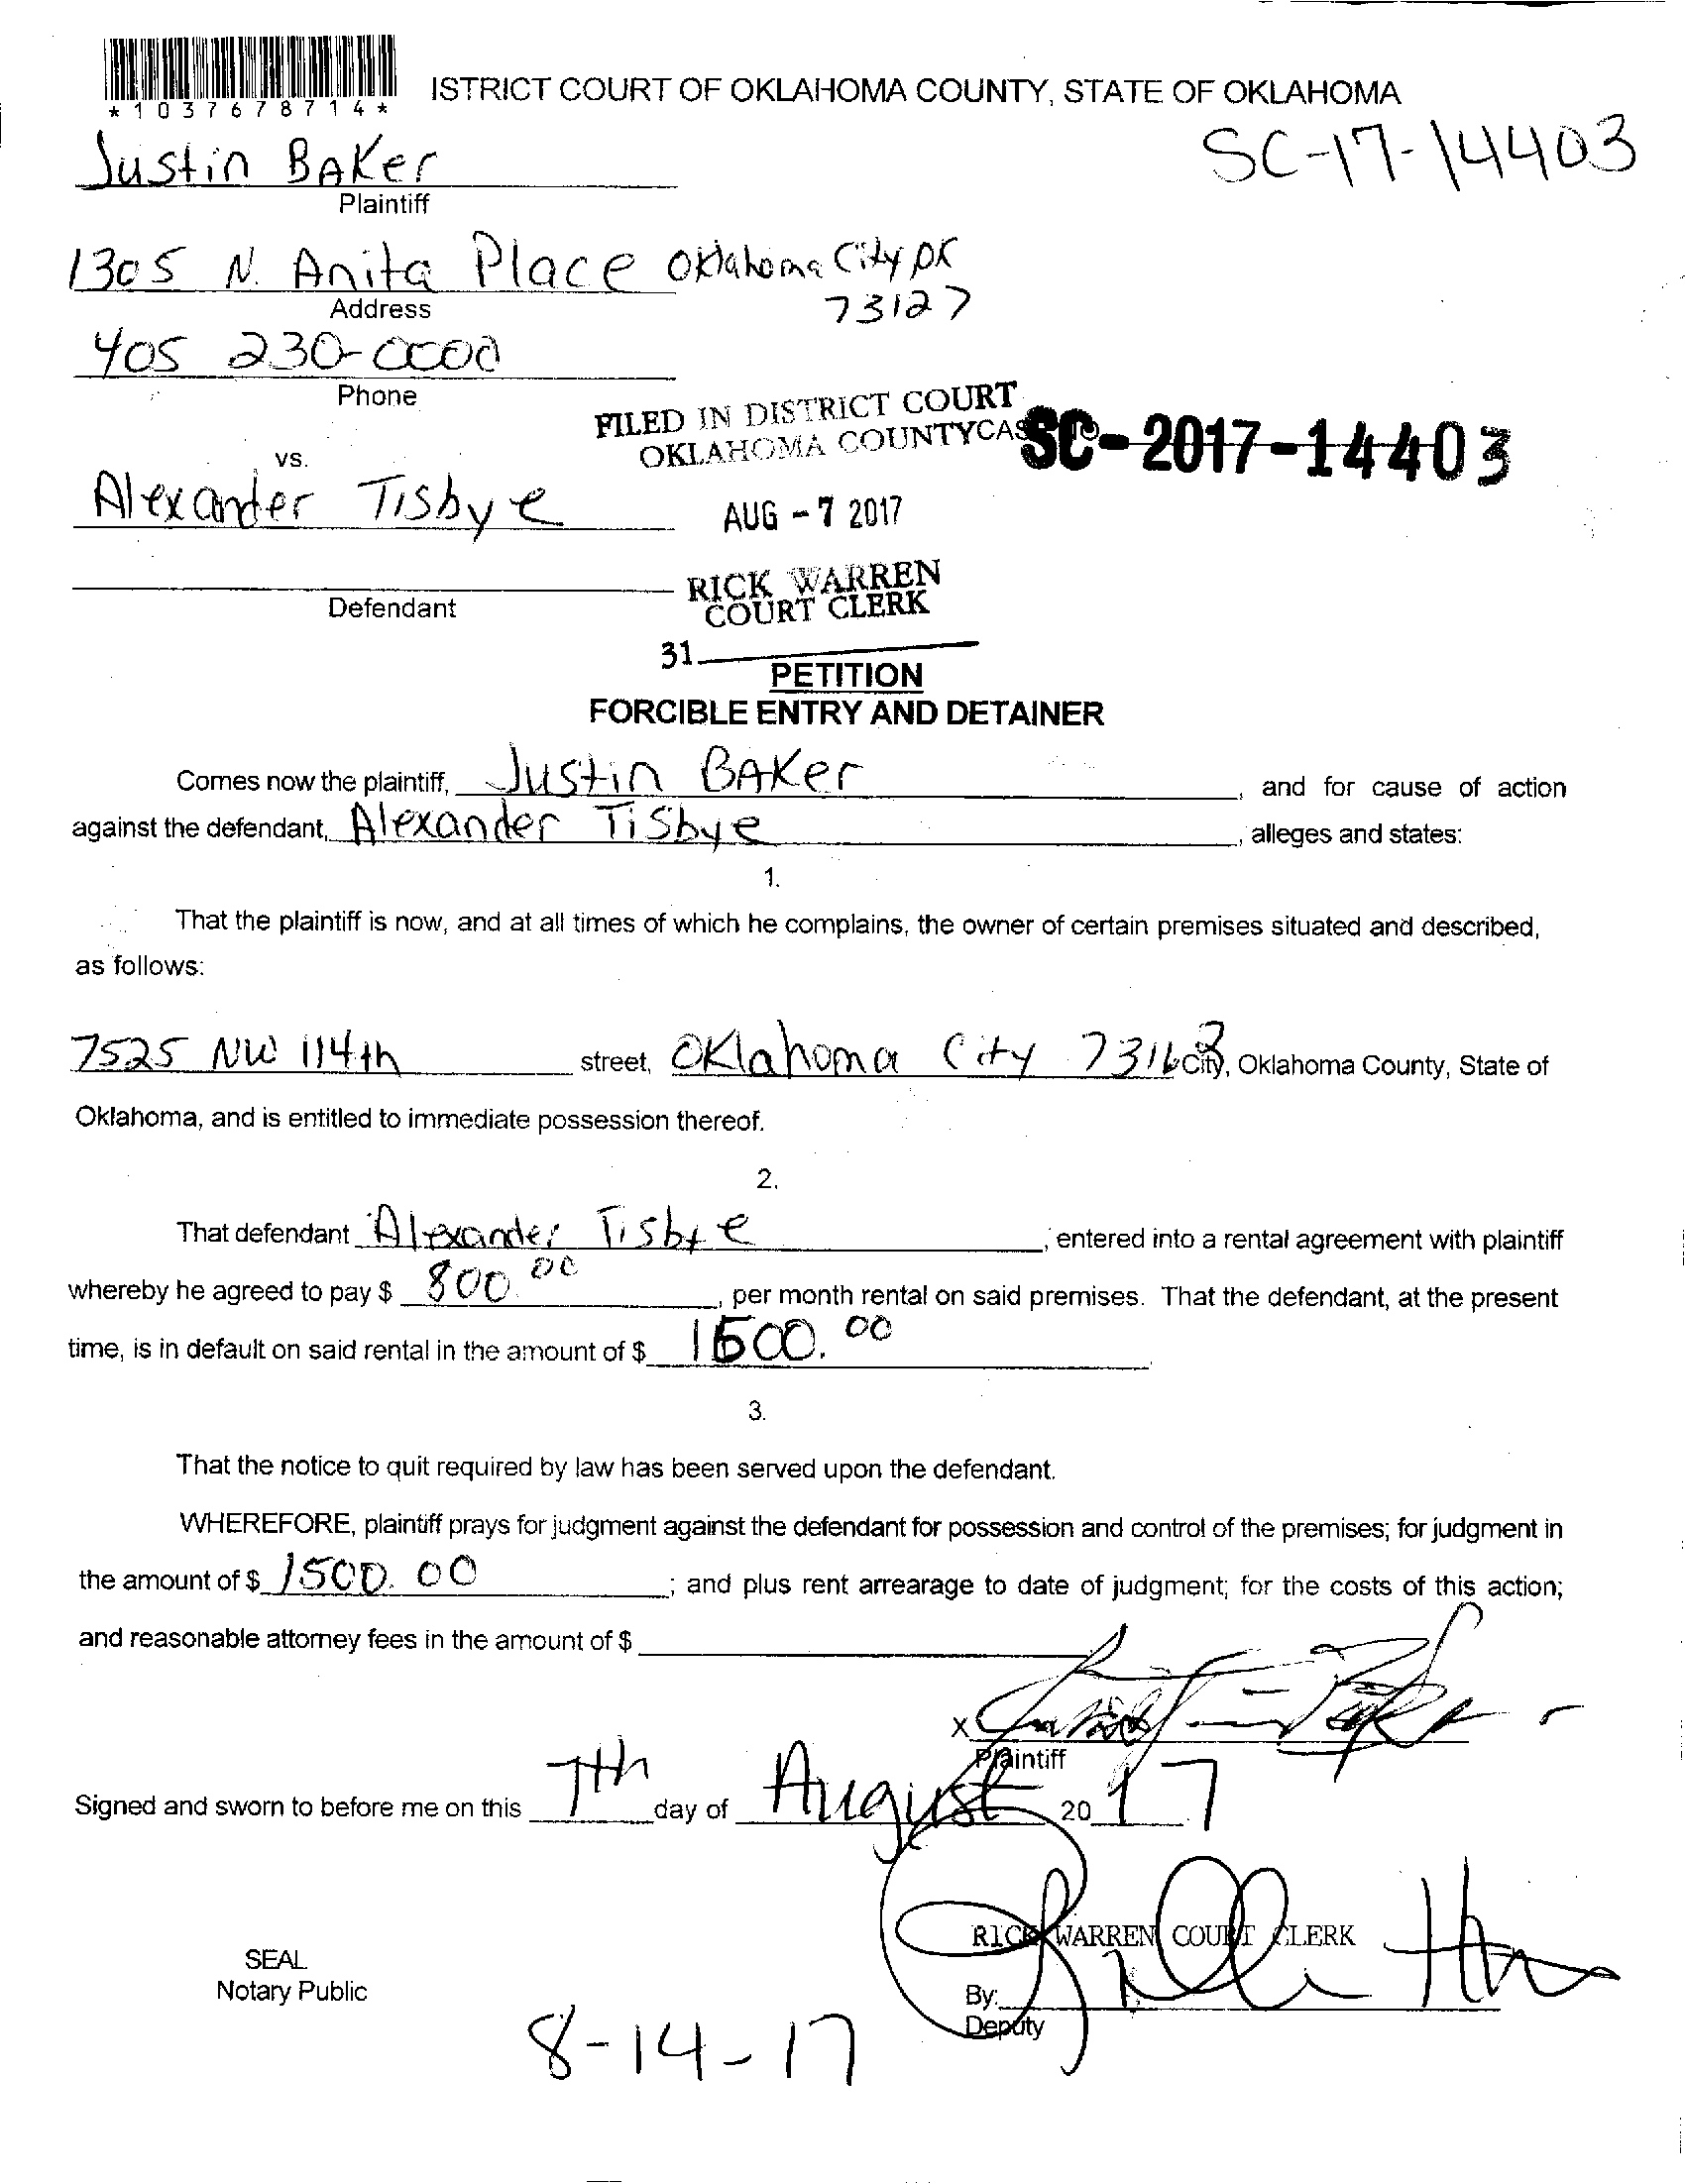 *1037678714*
ISTRICT COURT OF OKLAHOMA COUNTY, STATE OF OKLAHOMA
SC-17-14403
Justin BAKer
Plaintiff
1305 N. Anita Place Oklahoma City OK
73127
Address
405 230-0000
Phone
FILED IN DISTRICT COURT
OKLAHOMA COUNTY
SC-2017-14403
vs.
Alexander Tisbye
AUG - 7 2017
Defendant
RICK WARREN
COURT CLERK
31
PETITION
FORCIBLE ENTRY AND DETAINER
Comes now the plaintiff, Justin BAKer, and for cause of action
against the defendant, Alexander Tisbye, alleges and states:
1.
That the plaintiff is now, and at all times of which he complains, the owner of certain premises situated and described,
as follows:
7525 NW 114th street, Oklahoma City City, Oklahoma County, State of
Oklahoma, and is entitled to immediate possession thereof.
2.
That defendant Alexander Tisbye, entered into a rental agreement with plaintiff
whereby he agreed to pay $ 800.00, per month rental on said premises. That the defendant, at the present
time, is in default on said rental in the amount of $
3.
That the notice to quit required by law has been served upon the defendant.
WHEREFORE, plaintiff prays for judgment against the defendant for possession and control of the premises; for judgment in
the amount of $ 1500.00; and plus rent arrearage to date of judgment; for the costs of this action;
and reasonable attorney fees in the amount of $
X
Plaintiff
Signed and sworn to before me on this 7th day of August 2017
RICK WARREN COURT CLERK
SEAL
Notary Public
By:
Deputy
8-14-17